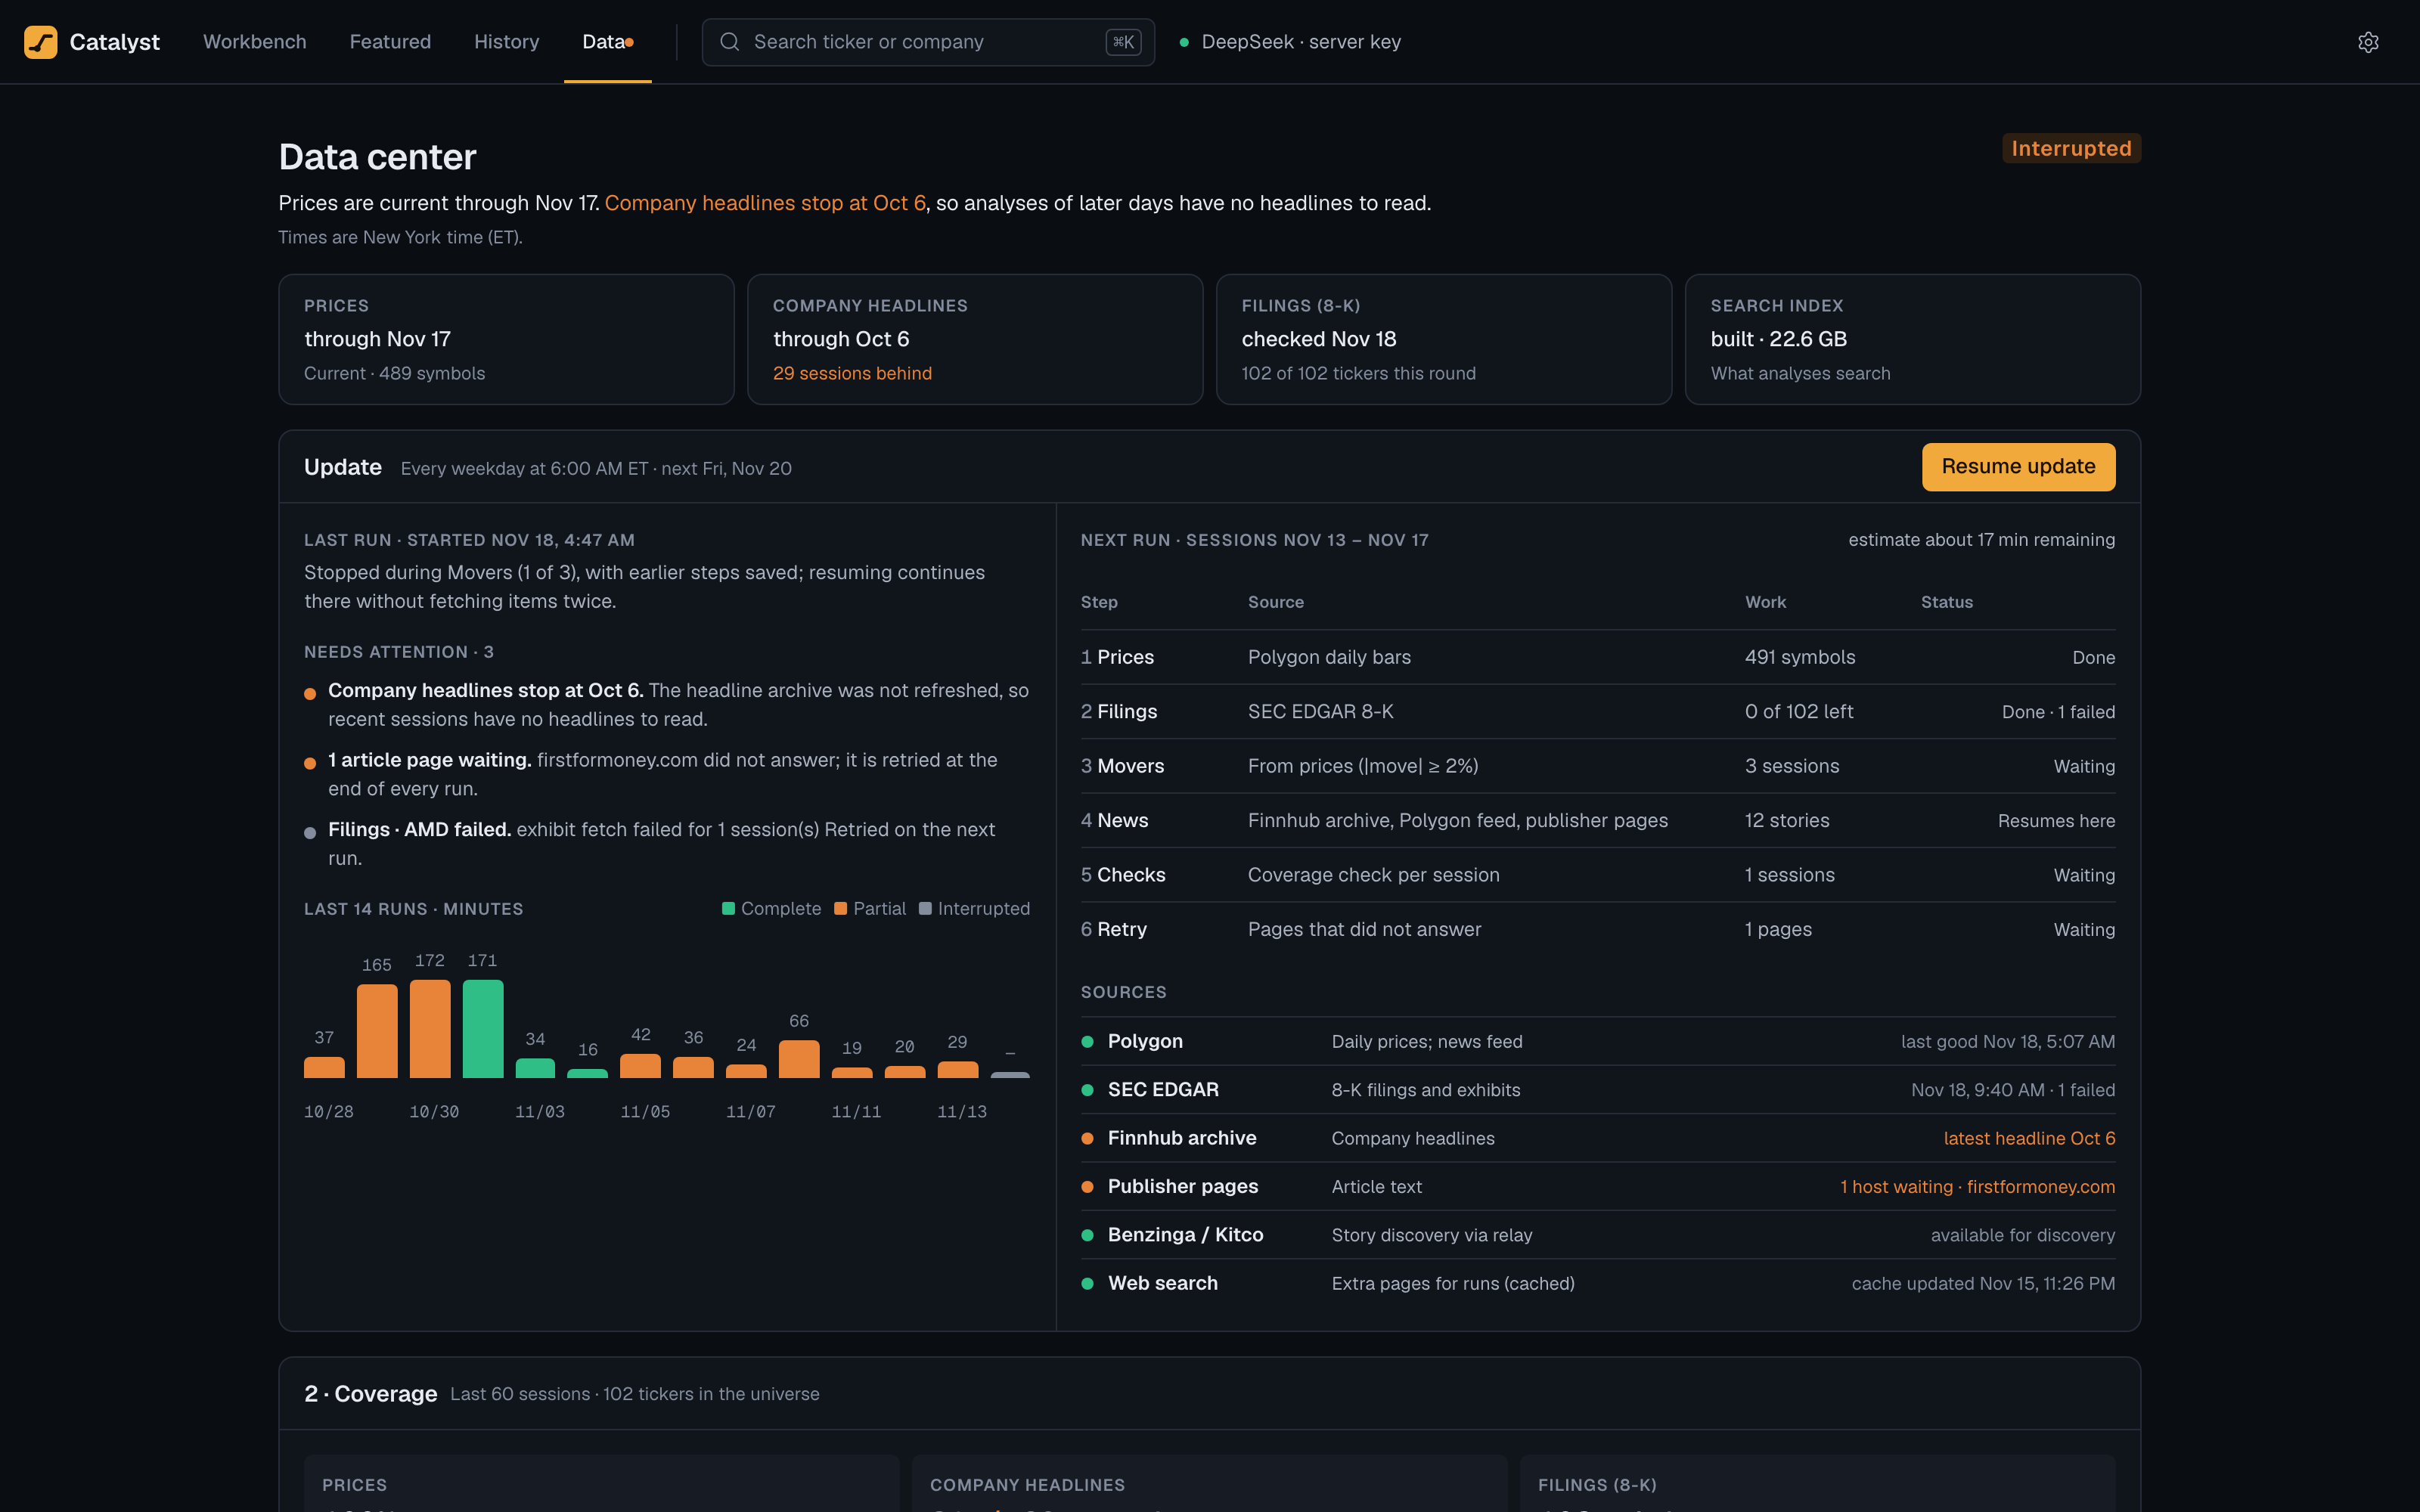 Catalyst
Workbench
Featured
History
Data
Search ticker or company
⌘K
DeepSeek · server key
Data center
Interrupted
Prices are current through Nov 17. Company headlines stop at Oct 6, so analyses of later days have no headlines to read.
Times are New York time (ET).
PRICES
through Nov 17
Current · 489 symbols
COMPANY HEADLINES
through Oct 6
29 sessions behind
FILINGS (8-K)
checked Nov 18
102 of 102 tickers this round
SEARCH INDEX
built · 22.6 GB
What analyses search
Update
Every weekday at 6:00 AM ET · next Fri, Nov 20
Resume update
LAST RUN · STARTED NOV 18, 4:47 AM
Stopped during Movers (1 of 3), with earlier steps saved; resuming continues
there without fetching items twice.
NEEDS ATTENTION · 3
Company headlines stop at Oct 6. The headline archive was not refreshed, so
recent sessions have no headlines to read.
1 article page waiting. firstformoney.com did not answer; it is retried at the
end of every run.
Filings · AMD failed. exhibit fetch failed for 1 session(s) Retried on the next
run.
LAST 14 RUNS · MINUTES
Complete
Partial
Interrupted
37
165
172
171
34
16
42
36
24
66
19
20
29
–
10/28
10/30
11/03
11/05
11/07
11/11
11/13
NEXT RUN · SESSIONS NOV 13 – NOV 17
estimate about 17 min remaining
Step Source Work Status
1 Prices Polygon daily bars 491 symbols Done
2 Filings SEC EDGAR 8-K 0 of 102 left Done · 1 failed
3 Movers From prices (|move| ≥ 2%) 3 sessions Waiting
4 News Finnhub archive, Polygon feed, publisher pages 12 stories Resumes here
5 Checks Coverage check per session 1 sessions Waiting
6 Retry Pages that did not answer 1 pages Waiting
SOURCES
Polygon Daily prices; news feed last good Nov 18, 5:07 AM
SEC EDGAR 8-K filings and exhibits Nov 18, 9:40 AM · 1 failed
Finnhub archive Company headlines latest headline Oct 6
Publisher pages Article text 1 host waiting · firstformoney.com
Benzinga / Kitco Story discovery via relay available for discovery
Web search Extra pages for runs (cached) cache updated Nov 15, 11:26 PM
2 · Coverage
Last 60 sessions · 102 tickers in the universe
PRICES
COMPANY HEADLINES
FILINGS (8-K)